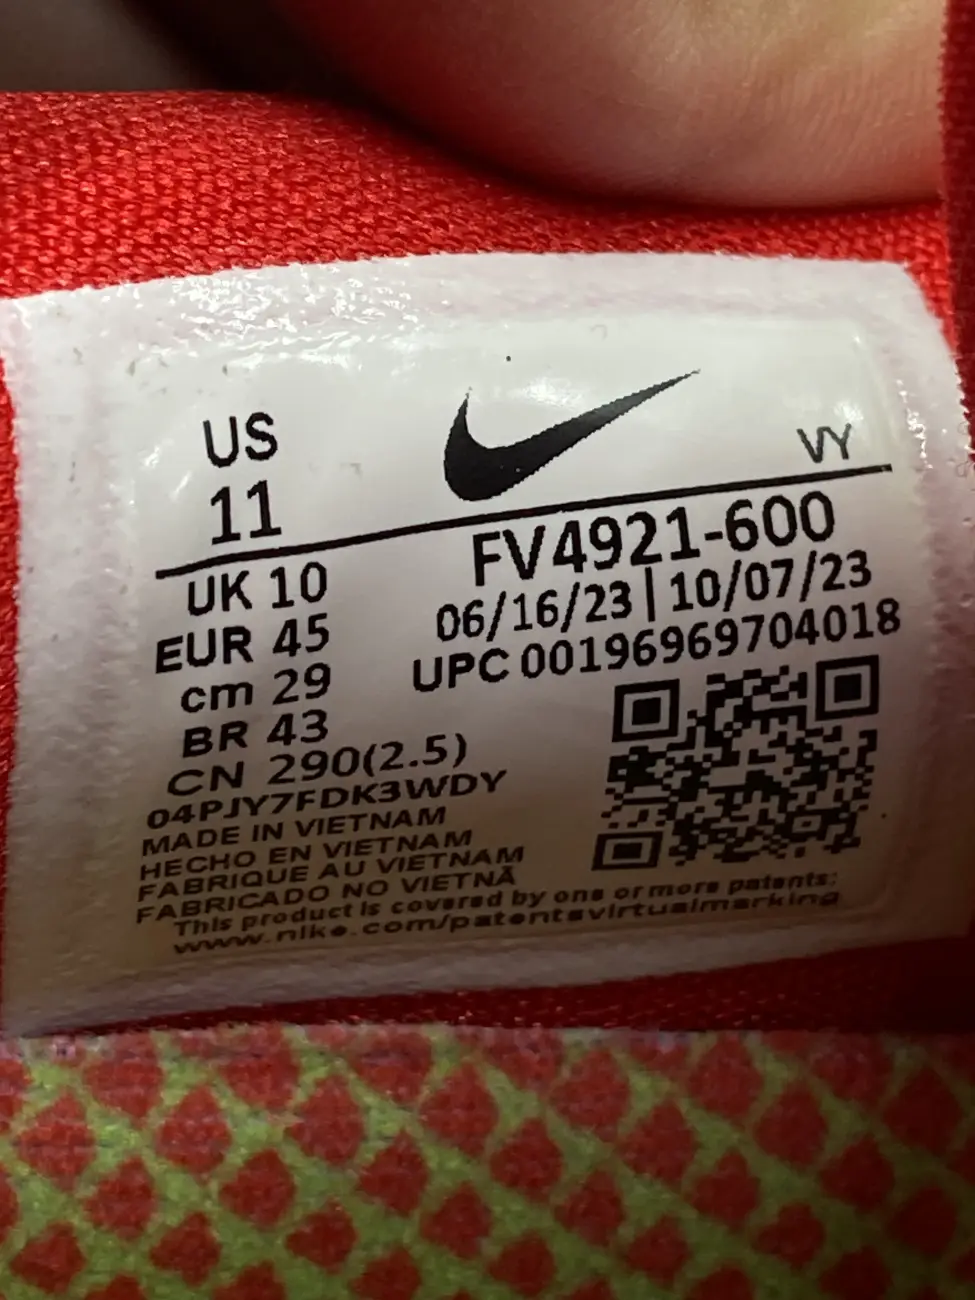 US
11
VY
UK 10
EUR 45
cm 29
BR 43
CN 290(2.5)
FV4921-600
06/16/23 | 10/07/23
UPC 00196969704018
04PJY7FDK3WDY
MADE IN VIETNAM
HECHO EN VIETNAM
FABRIQUE AU VIETNAM
FABRICADO NO VIETNÃ
This product is covered by one or more patents:
www.nike.com/patentsvirtualmarking